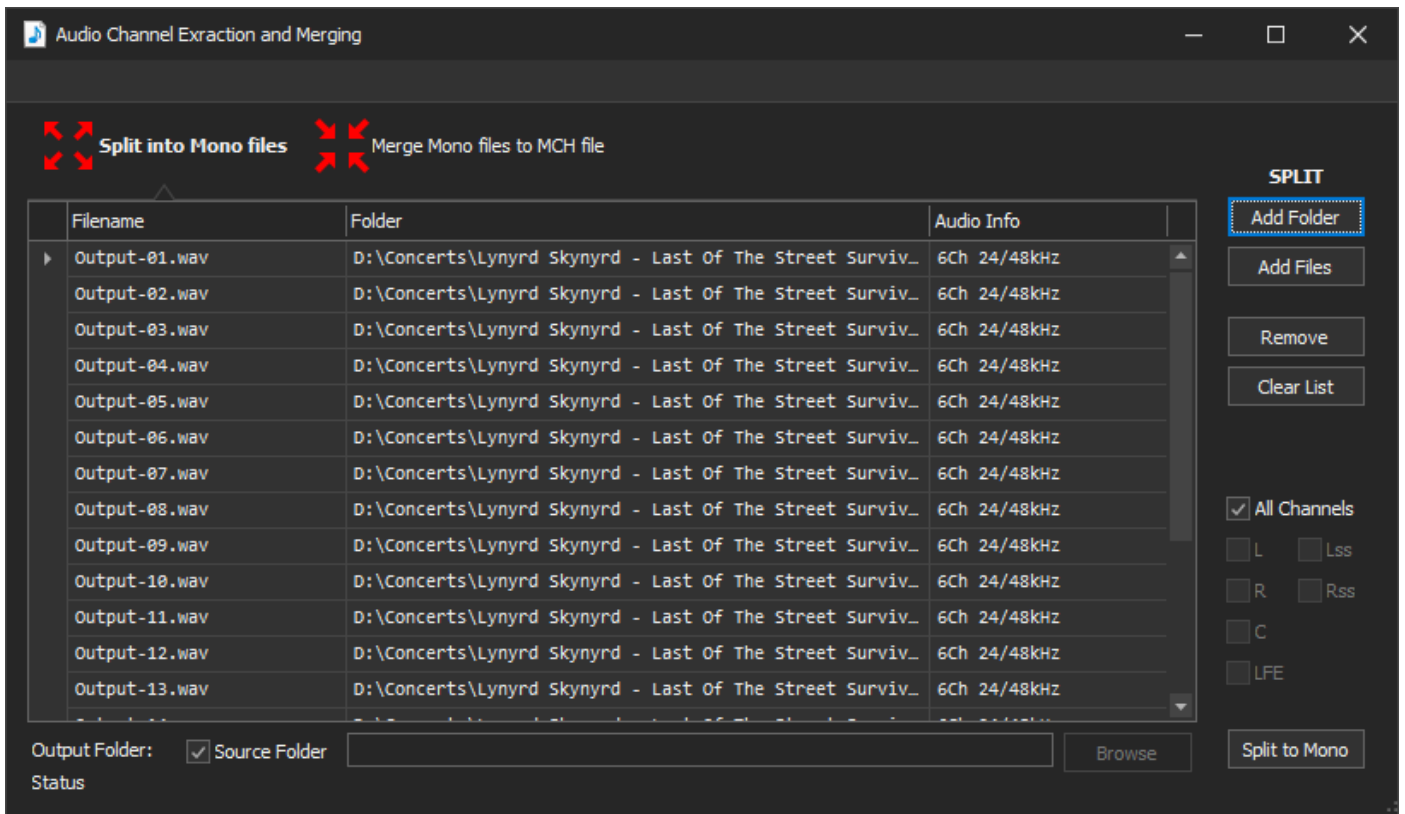 Audio Channel Exraction and Merging
Split into Mono files Merge Mono files to MCH file
SPLIT
Filename Folder Audio Info Add Folder
Output-01.wav D:\Concerts\Lynyrd Skynyrd - Last Of The Street Surviv… 6Ch 24/48kHz
Add Files
Output-02.wav D:\Concerts\Lynyrd Skynyrd - Last Of The Street Surviv… 6Ch 24/48kHz
Output-03.wav D:\Concerts\Lynyrd Skynyrd - Last Of The Street Surviv… 6Ch 24/48kHz
Remove
Output-04.wav D:\Concerts\Lynyrd Skynyrd - Last Of The Street Surviv… 6Ch 24/48kHz
Output-05.wav D:\Concerts\Lynyrd Skynyrd - Last Of The Street Surviv… 6Ch 24/48kHz
Clear List
Output-06.wav D:\Concerts\Lynyrd Skynyrd - Last Of The Street Surviv… 6Ch 24/48kHz
Output-07.wav D:\Concerts\Lynyrd Skynyrd - Last Of The Street Surviv… 6Ch 24/48kHz
Output-08.wav D:\Concerts\Lynyrd Skynyrd - Last Of The Street Surviv… 6Ch 24/48kHz
All Channels
Output-09.wav D:\Concerts\Lynyrd Skynyrd - Last Of The Street Surviv… 6Ch 24/48kHz
L Lss
Output-10.wav D:\Concerts\Lynyrd Skynyrd - Last Of The Street Surviv… 6Ch 24/48kHz
R Rss
Output-11.wav D:\Concerts\Lynyrd Skynyrd - Last Of The Street Surviv… 6Ch 24/48kHz
C
Output-12.wav D:\Concerts\Lynyrd Skynyrd - Last Of The Street Surviv… 6Ch 24/48kHz
LFE
Output-13.wav D:\Concerts\Lynyrd Skynyrd - Last Of The Street Surviv… 6Ch 24/48kHz
Output Folder: Source Folder Browse Split to Mono
Status